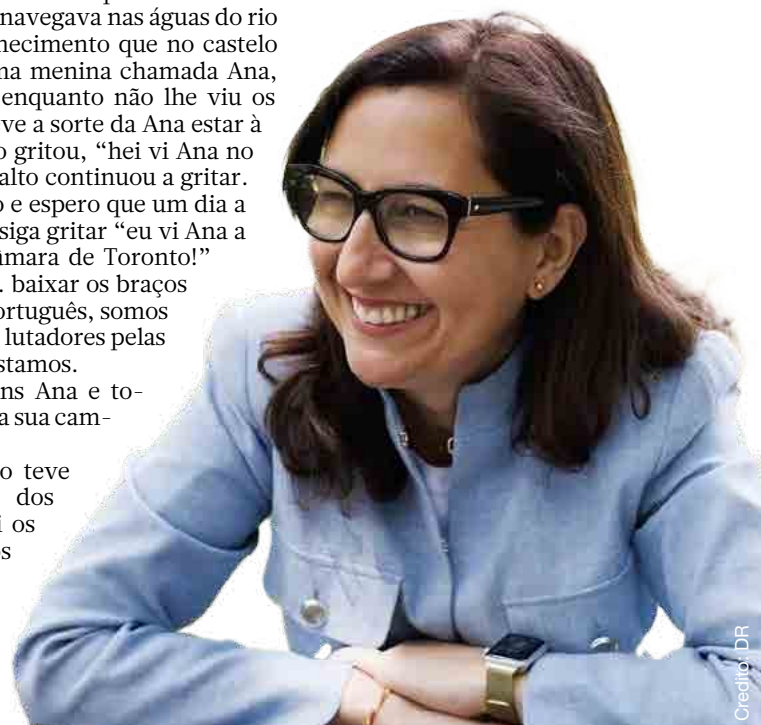 navegava nas águas do rio
hecimento que no castelo
na menina chamada Ana,
enquanto não lhe viu os
ve a sorte da Ana estar à
o gritou, “hei vi Ana no
alto continuou a gritar.
o e espero que um dia a
siga gritar “eu vi Ana a
âmara de Toronto!”
. baixar os braços
ortuguês, somos
lutadores pelas
stamos.
ns Ana e to-
a sua cam-
o teve
dos
i os
s
Credito: DR